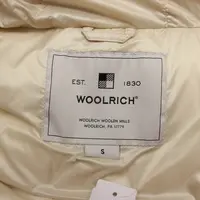 EST. 1830
WOOLRICH
WOOLRICH WOOLEN MILLS
WOOLRICH, PA 17779
S